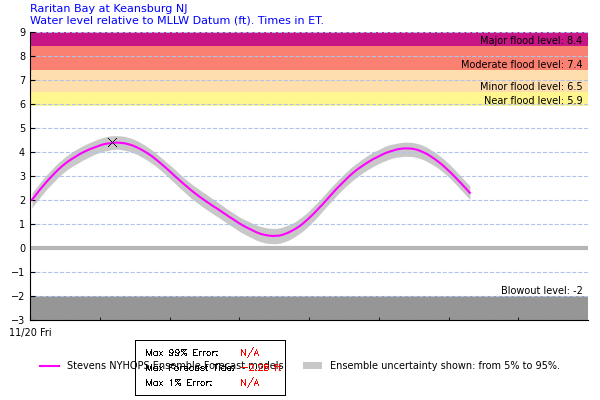 Raritan Bay at Keansburg NJ
Water level relative to MLLW Datum (ft). Times in ET.
9
Major flood level: 8.4
8
Moderate flood level: 7.4
7
Minor flood level: 6.5
Near flood level: 5.9
6
5
4
3
2
1
0
−1
Blowout level: -2
−2
−3
11/20 Fri
Max 99% Error: N/A
Stevens NYHOPS Ensemble Forecast models
Max Forecast Tide:
Ensemble uncertainty shown: from 5% to 95%.
Max 1% Error: N/A